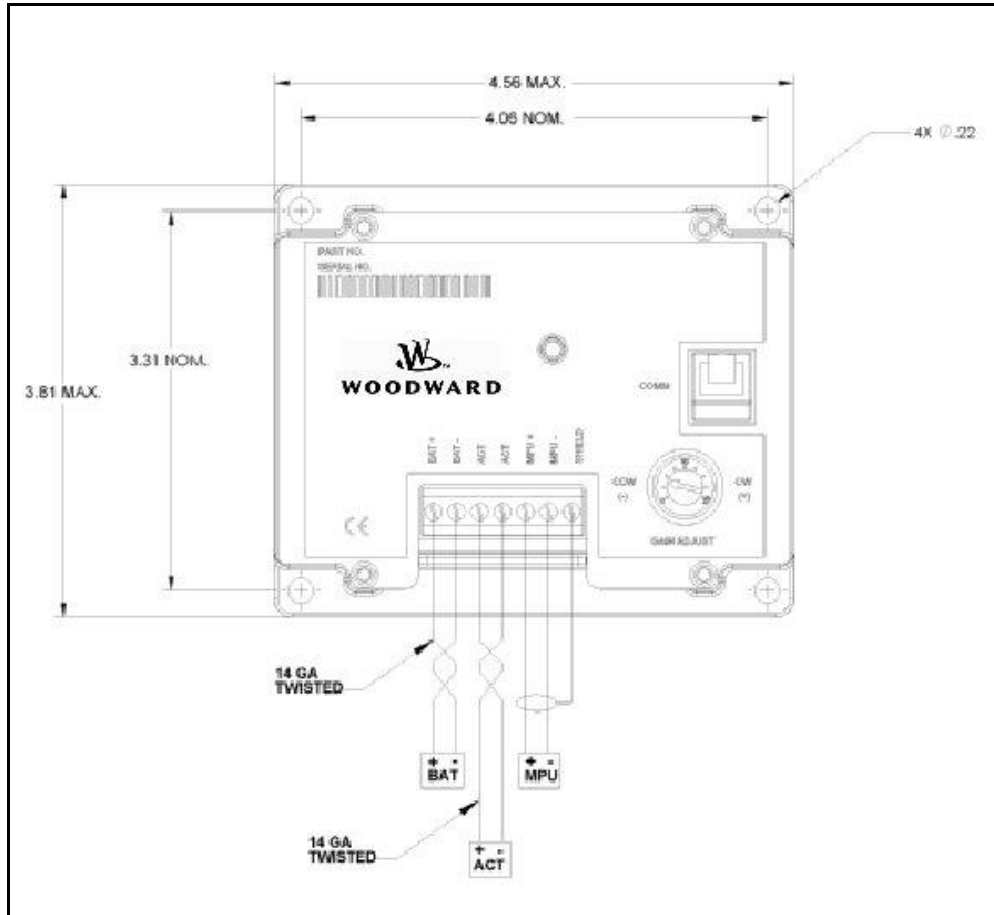 4.56 MAX.
4.06 NOM.
4X ∅ .22
PART NO.
SERIAL NO.
3.31 NOM.
3.81 MAX.
WOODWARD
COMM
BAT +
BAT -
ACT
ACT
MPU +
MPU -
SHIELD
CCW
(-)
CW
(+)
GAIN ADJUST
CE
14 GA
TWISTED
+ -
BAT
+ -
MPU
14 GA
TWISTED
+ -
ACT